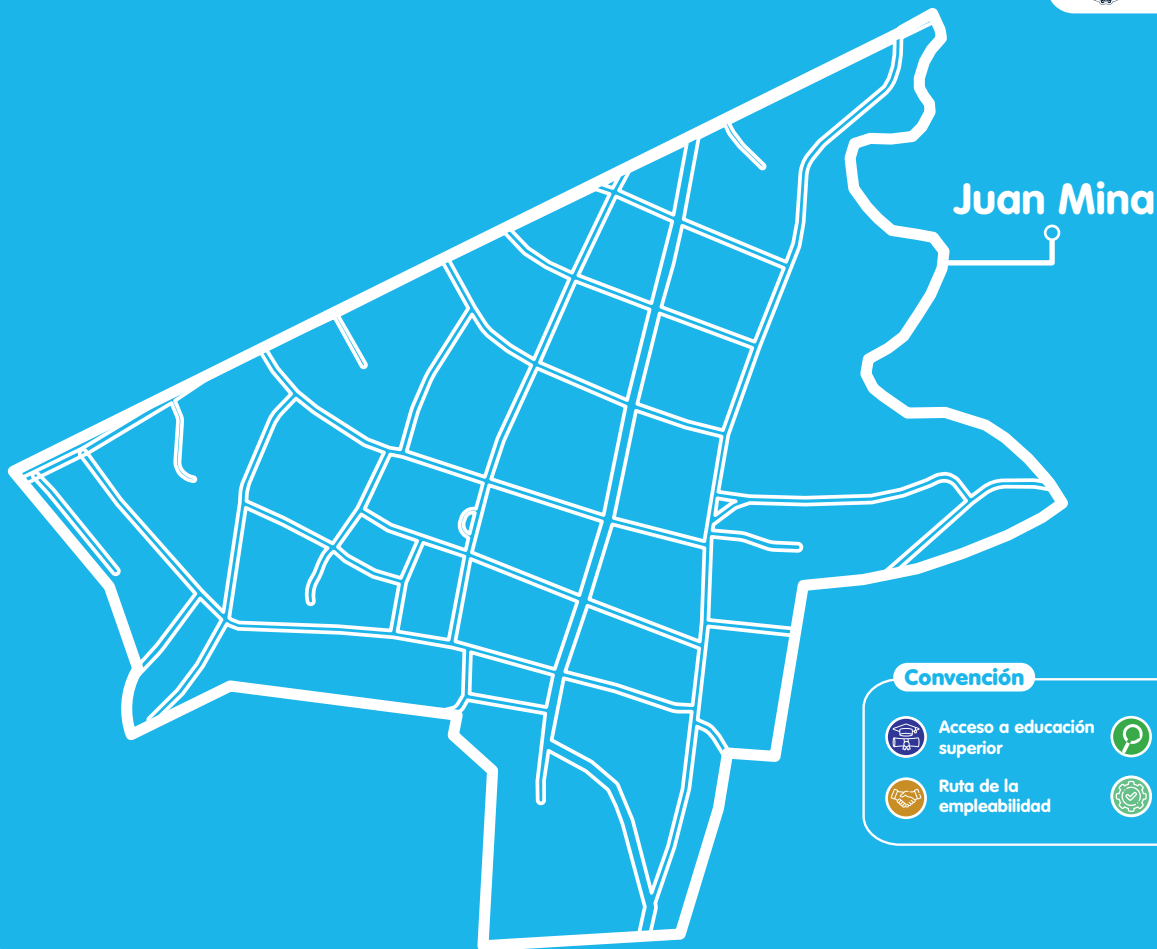 Juan Mina
Convención
Acceso a educación
superior
Ruta de la
empleabilidad